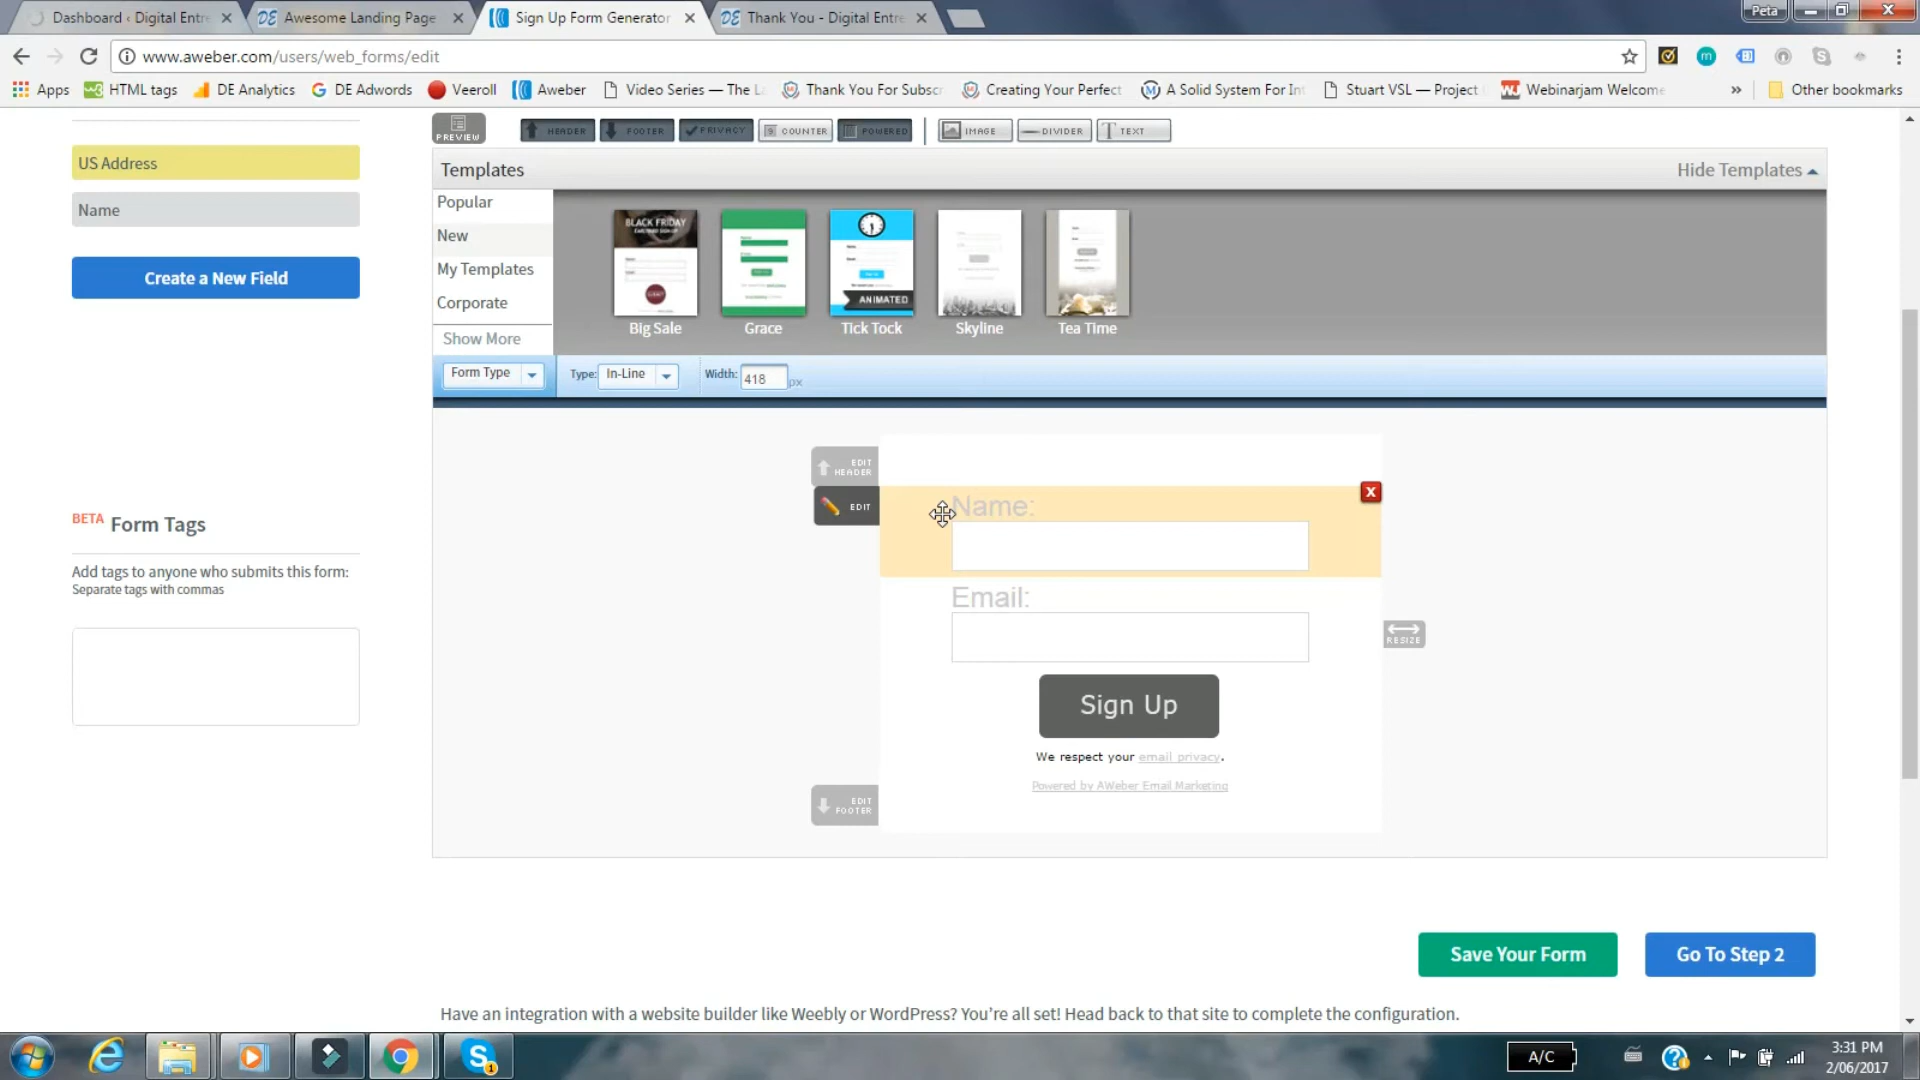 Dashboard ‹ Digital Entre
Awesome Landing Page
Sign Up Form Generator
Thank You - Digital Entre
Peta
www.aweber.com/users/web_forms/edit
Apps
HTML tags
DE Analytics
DE Adwords
Veeroll
Aweber
Video Series — The L
Thank You For Subsc
Creating Your Perfect
A Solid System For In
Stuart VSL — Project
Webinarjam Welcome
»
Other bookmarks
PREVIEW
HEADER
FOOTER
PRIVACY
COUNTER
POWERED
IMAGE
DIVIDER
TEXT
US Address
Name
Create a New Field
Templates
Hide Templates
Popular
New
My Templates
Corporate
Show More
BLACK FRIDAY
ANIMATED
Big Sale
Grace
Tick Tock
Skyline
Tea Time
Form Type
Type: In-Line
Width: 418 px
EDIT HEADER
EDIT
Name:
X
Email:
RESIZE
Sign Up
We respect your email privacy.
Powered by AWeber Email Marketing
EDIT FOOTER
BETA Form Tags
Add tags to anyone who submits this form:
Separate tags with commas
Save Your Form
Go To Step 2
Have an integration with a website builder like Weebly or WordPress? You're all set! Head back to that site to complete the configuration.
A/C
3:31 PM
2/06/2017